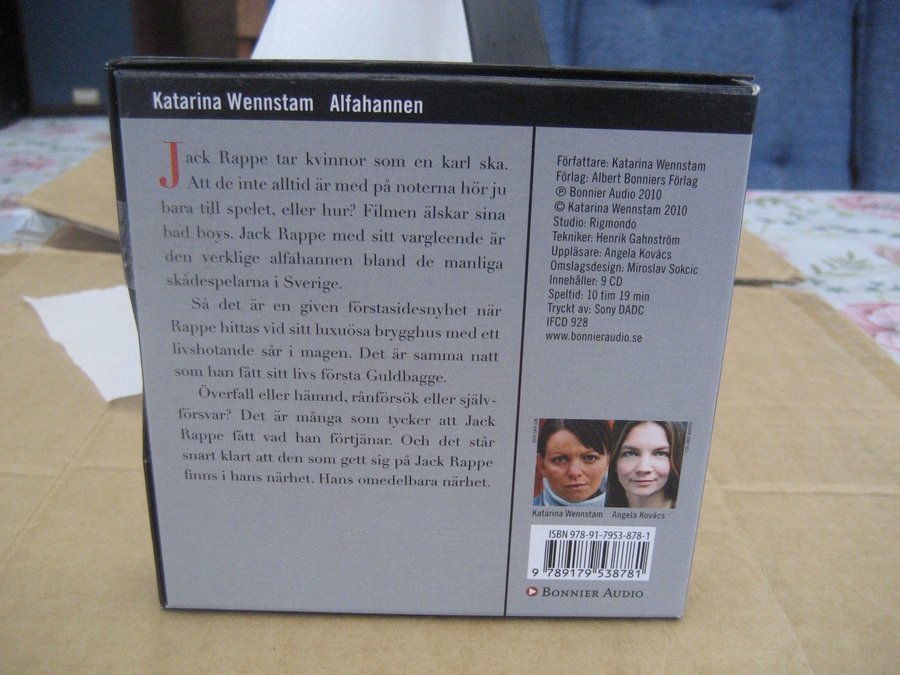 Katarina Wennstam Alfahannen
Jack Rappe tar kvinnor som en karl ska.
Att de inte alltid är med på noterna hör ju
bara till spelet, eller hur? Filmen älskar sina
bad boys. Jack Rappe med sitt vargleende är
den verklige alfahannen bland de manliga
skådespelarna i Sverige.
Så det är en given förstasidesnyhet när
Rappe hittas vid sitt luxuösa brygghus med ett
livshotande sår i magen. Det är samma natt
som han fått sitt livs första Guldbagge.
Överfall eller hämnd, rånförsök eller själv-
försvar? Det är många som tycker att Jack
Rappe fått vad han förtjänar. Och det står
snart klart att den som gett sig på Jack Rappe
finns i hans närhet. Hans omedelbara närhet.
Författare: Katarina Wennstam
Förlag: Albert Bonniers Förlag
℗ Bonnier Audio 2010
© Katarina Wennstam 2010
Studio: Rigmondo
Tekniker: Henrik Gahnström
Uppläsare: Angela Kovács
Omslagsdesign: Miroslav Sokcic
Innehåller: 9 CD
Speltid: 10 tim 19 min
Tryckt av: Sony DADC
IFCD 928
www.bonnieraudio.se
Katarina Wennstam Angela Kovács
ISBN 978-91-7953-878-1
9 789179 538781
BONNIER AUDIO